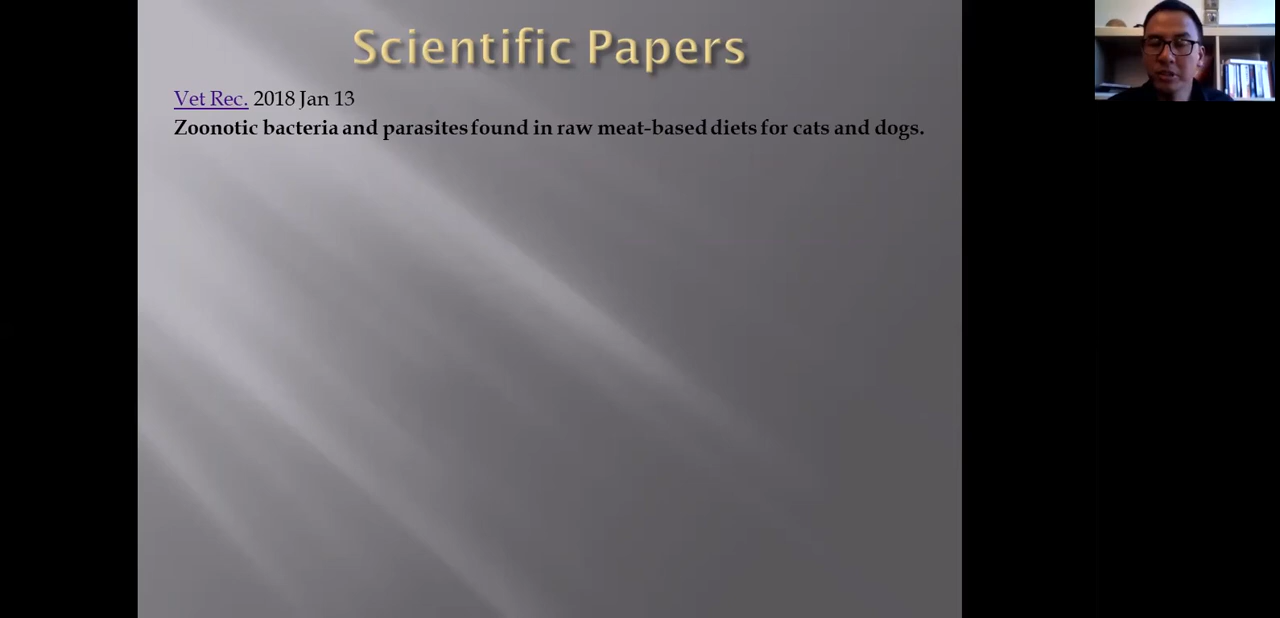 Scientific Papers
Vet Rec. 2018 Jan 13
Zoonotic bacteria and parasites found in raw meat-based diets for cats and dogs.